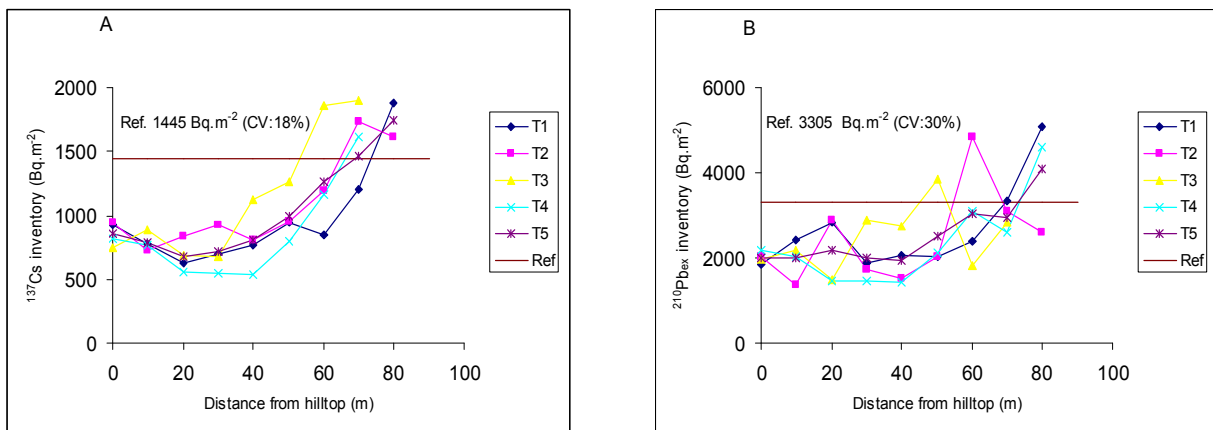 A
¹³⁷Cs inventory (Bq.m⁻²)
2000
1500
1000
500
0
Ref. 1445 Bq.m⁻² (CV:18%)
0 20 40 60 80 100
Distance from hilltop (m)
T1
T2
T3
T4
T5
Ref
B
²¹⁰Pbₑₓ inventory (Bq.m⁻²)
6000
4000
2000
0
Ref. 3305 Bq.m⁻² (CV:30%)
0 20 40 60 80 100
Distance from hilltop (m)
T1
T2
T3
T4
T5
Ref